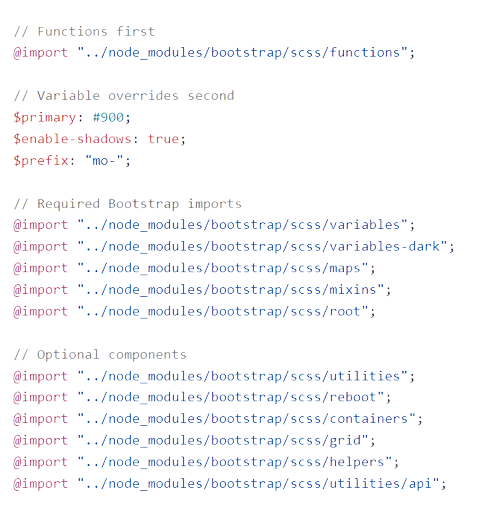 // Functions first
@import "../node_modules/bootstrap/scss/functions";
// Variable overrides second
$primary: #900;
$enable-shadows: true;
$prefix: "mo-";
// Required Bootstrap imports
@import "../node_modules/bootstrap/scss/variables";
@import "../node_modules/bootstrap/scss/variables-dark";
@import "../node_modules/bootstrap/scss/maps";
@import "../node_modules/bootstrap/scss/mixins";
@import "../node_modules/bootstrap/scss/root";
// Optional components
@import "../node_modules/bootstrap/scss/utilities";
@import "../node_modules/bootstrap/scss/reboot";
@import "../node_modules/bootstrap/scss/containers";
@import "../node_modules/bootstrap/scss/grid";
@import "../node_modules/bootstrap/scss/helpers";
@import "../node_modules/bootstrap/scss/utilities/api";